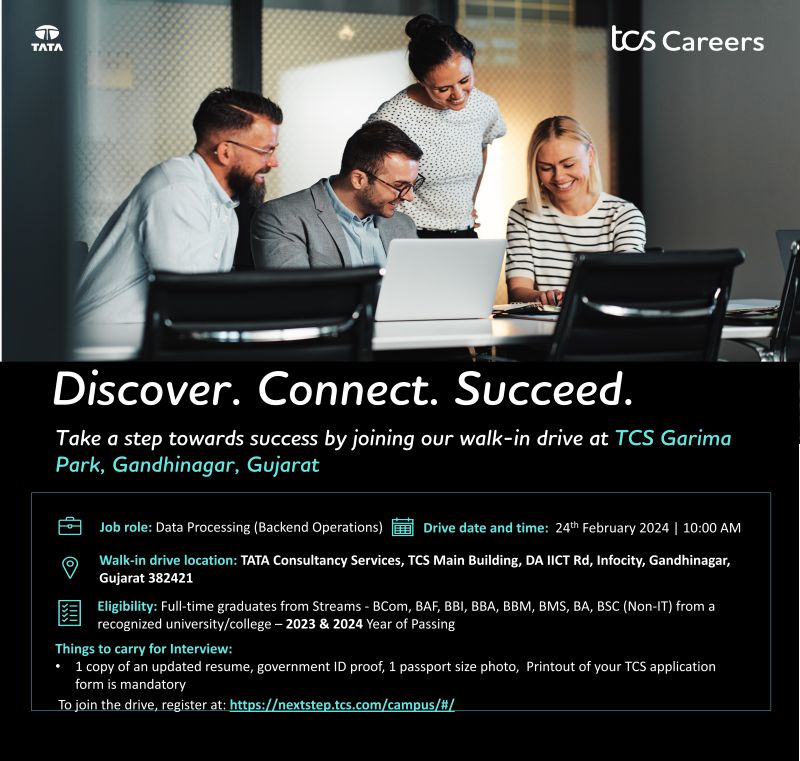 TATA
tcs Careers
Discover. Connect. Succeed.
Take a step towards success by joining our walk-in drive at TCS Garima
Park, Gandhinagar, Gujarat
Job role: Data Processing (Backend Operations)
Drive date and time: 24th February 2024 | 10:00 AM
Walk-in drive location: TATA Consultancy Services, TCS Main Building, DA IICT Rd, Infocity, Gandhinagar,
Gujarat 382421
Eligibility: Full-time graduates from Streams - BCom, BAF, BBI, BBA, BBM, BMS, BA, BSC (Non-IT) from a
recognized university/college – 2023 & 2024 Year of Passing
Things to carry for Interview:
• 1 copy of an updated resume, government ID proof, 1 passport size photo, Printout of your TCS application
form is mandatory
To join the drive, register at: https://nextstep.tcs.com/campus/#/